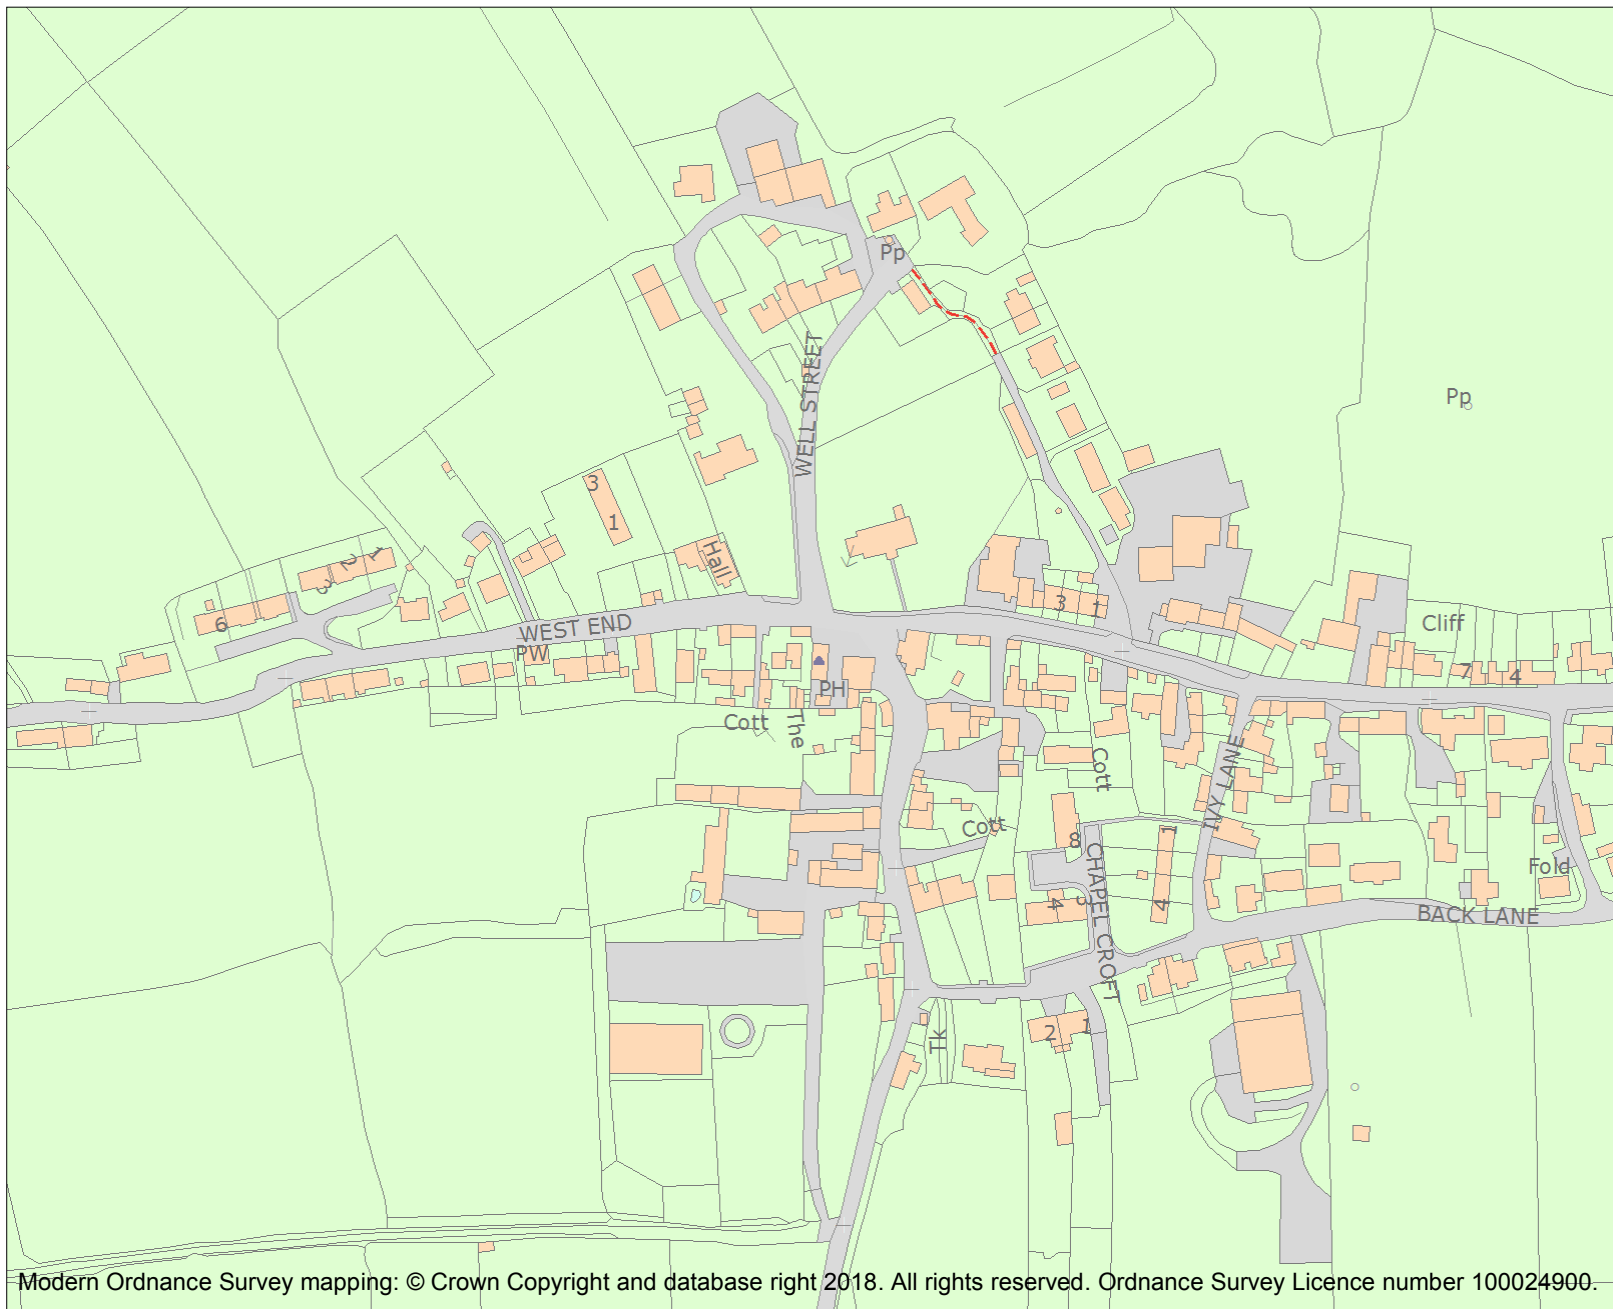 Pp
WELL STREET
Pp
3
1
Hall
1
2
3
6
WEST END
PW
3
1
Cliff
7
4
PH
Cott
The
Cott
IVY LANE
Cott
8
1
CHAPEL CROFT
4
5
4
Fold
BACK LANE
Tk
2
1
Modern Ordnance Survey mapping: © Crown Copyright and database right 2018. All rights reserved. Ordnance Survey Licence number 100024900.